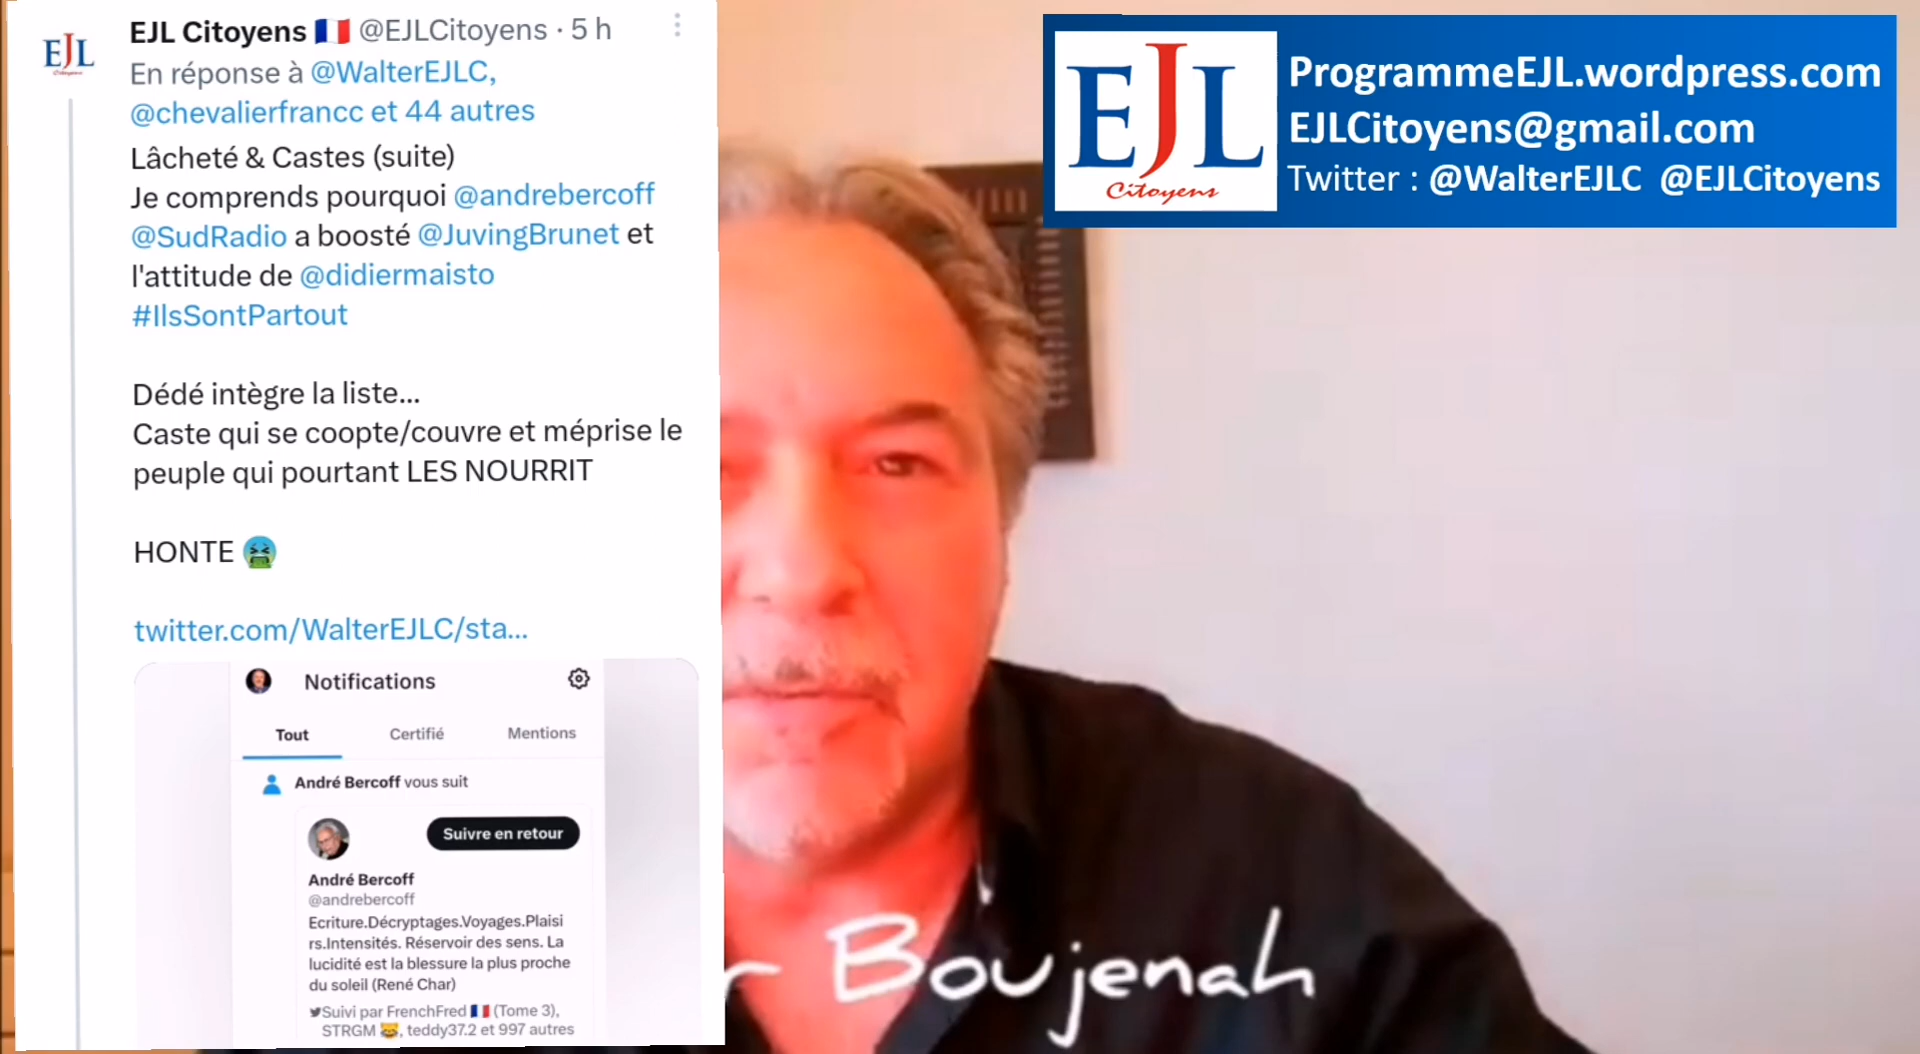 EJL Citoyens 🇫🇷 @EJLCitoyens · 5 h
En réponse à @WalterEJLC,
@chevalierfrancc et 44 autres
Lâcheté & Castes (suite)
Je comprends pourquoi @andrebercoff
@SudRadio a boosté @JuvingBrunet et
l'attitude de @didiermaisto
#IlsSontPartout
Dédé intègre la liste...
Caste qui se coopte/couvre et méprise le
peuple qui pourtant LES NOURRIT
HONTE 🤮
twitter.com/WalterEJLC/sta...
Notifications
Tout Certifié Mentions
André Bercoff vous suit
Suivre en retour
André Bercoff
@andrebercoff
Ecriture.Décryptages.Voyages.Plaisi
rs.Intensités. Réservoir des sens. La
lucidité est la blessure la plus proche
du soleil (René Char)
Suivi par FrenchFred 🇫🇷 (Tome 3),
STRGM 😹, teddy37.2 et 997 autres
EJL
Citoyens
EJL
Citoyens
ProgrammeEJL.wordpress.com
EJLCitoyens@gmail.com
Twitter : @WalterEJLC @EJLCitoyens
r Boujenah